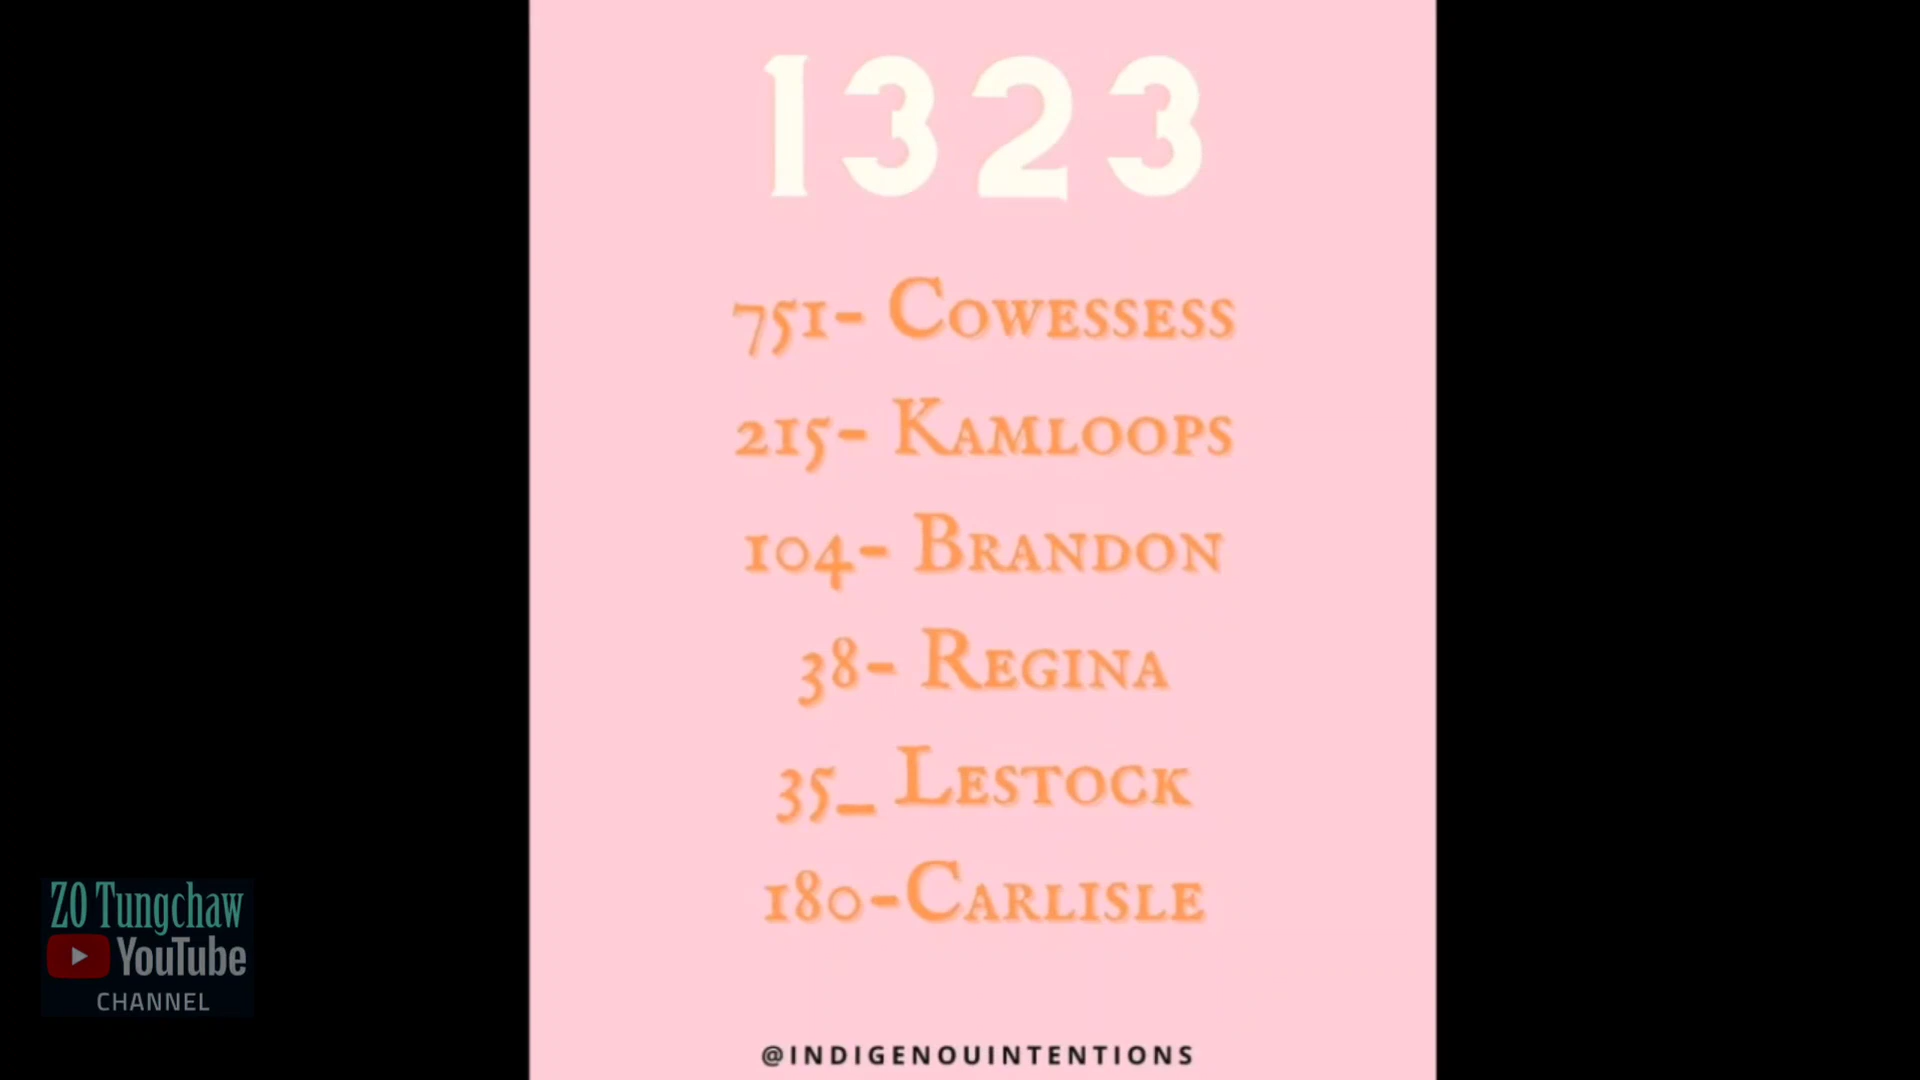 1323
751- Cowessess
215- Kamloops
104- Brandon
38- Regina
35_ Lestock
180-Carlisle
@INDIGENOUINTENTIONS
ZO Tungchaw
YouTube
CHANNEL